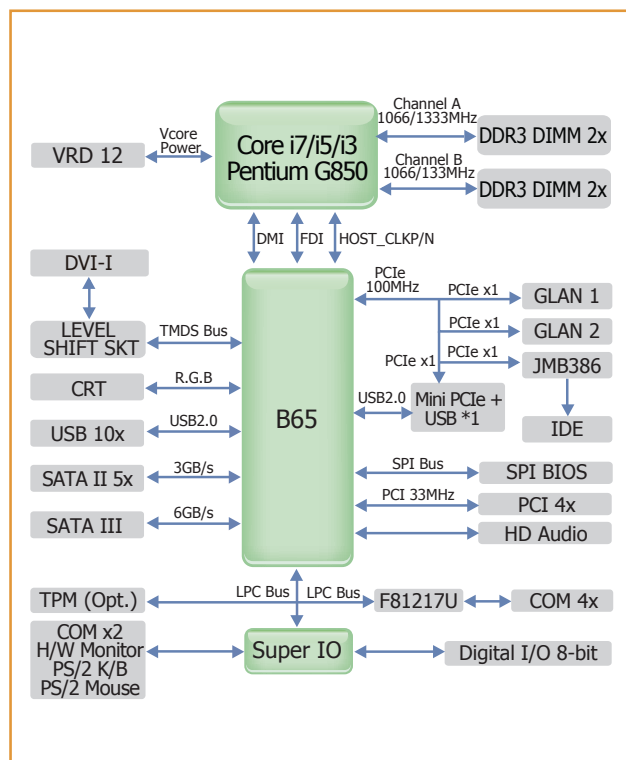 Channel A
1066/1333MHz
Core i7/i5/i3
Pentium G850
DDR3 DIMM 2x
Vcore
Power
VRD 12
Channel B
1066/133MHz
DDR3 DIMM 2x
DMI
FDI
HOST_CLKP/N
DVI-I
PCIe
100MHz
PCIe x1
GLAN 1
LEVEL
SHIFT SKT
TMDS Bus
PCIe x1
GLAN 2
PCIe x1
PCIe x1
JMB386
CRT
R.G.B
B65
USB2.0
Mini PCIe +
USB *1
IDE
USB 10x
USB2.0
SATA II 5x
3GB/s
SPI Bus
SPI BIOS
PCI 33MHz
PCI 4x
SATA III
6GB/s
HD Audio
TPM (Opt.)
LPC Bus
LPC Bus
F81217U
COM 4x
COM x2
H/W Monitor
PS/2 K/B
PS/2 Mouse
Super IO
Digital I/O 8-bit